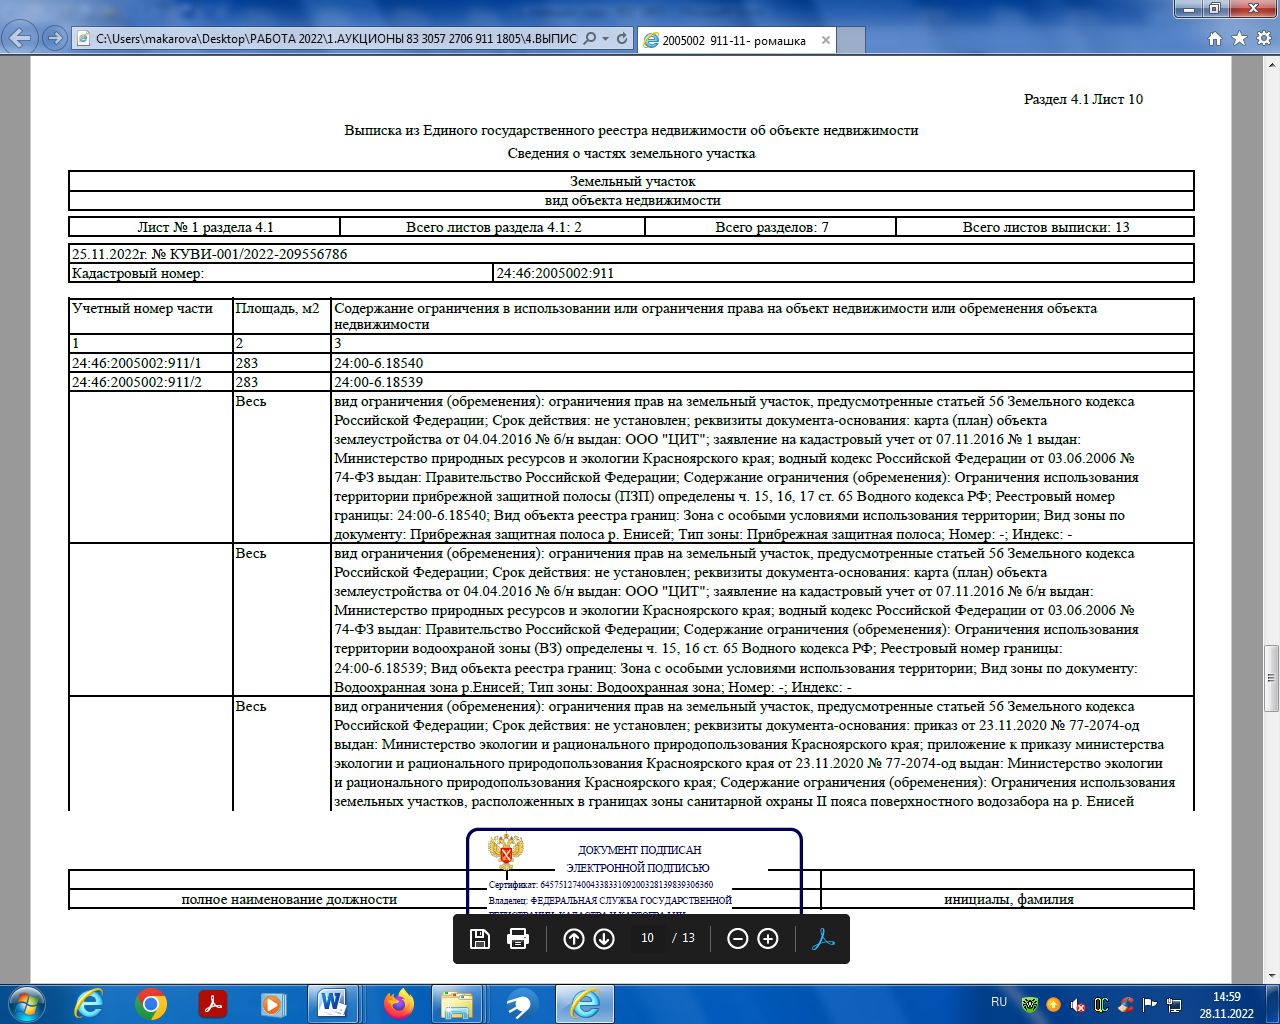 C:\Users\makarova\Desktop\РАБОТА 2022\1.АУКЦИОНЫ 83 3057 2706 911 1805\4.ВЫПИС
2005002 911-11- ромашка
Раздел 4.1 Лист 10
Выписка из Единого государственного реестра недвижимости об объекте недвижимости
Сведения о частях земельного участка
Земельный участок
вид объекта недвижимости
Лист № 1 раздела 4.1 Всего листов раздела 4.1: 2 Всего разделов: 7 Всего листов выписки: 13
25.11.2022г. № КУВИ-001/2022-209556786
Кадастровый номер: 24:46:2005002:911
Учетный номер части Площадь, м2 Содержание ограничения в использовании или ограничения права на объект недвижимости или обременения объекта
недвижимости
1 2 3
24:46:2005002:911/1 283 24:00-6.18540
24:46:2005002:911/2 283 24:00-6.18539
Весь вид ограничения (обременения): ограничения прав на земельный участок, предусмотренные статьей 56 Земельного кодекса
Российской Федерации; Срок действия: не установлен; реквизиты документа-основания: карта (план) объекта
землеустройства от 04.04.2016 № б/н выдан: ООО "ЦИТ"; заявление на кадастровый учет от 07.11.2016 № 1 выдан:
Министерство природных ресурсов и экологии Красноярского края; водный кодекс Российской Федерации от 03.06.2006 №
74-ФЗ выдан: Правительство Российской Федерации; Содержание ограничения (обременения): Ограничения использования
территории прибрежной защитной полосы (ПЗП) определены ч. 15, 16, 17 ст. 65 Водного кодекса РФ; Реестровый номер
границы: 24:00-6.18540; Вид объекта реестра границ: Зона с особыми условиями использования территории; Вид зоны по
документу: Прибрежная защитная полоса р. Енисей; Тип зоны: Прибрежная защитная полоса; Номер: -; Индекс: -
Весь вид ограничения (обременения): ограничения прав на земельный участок, предусмотренные статьей 56 Земельного кодекса
Российской Федерации; Срок действия: не установлен; реквизиты документа-основания: карта (план) объекта
землеустройства от 04.04.2016 № б/н выдан: ООО "ЦИТ"; заявление на кадастровый учет от 07.11.2016 № б/н выдан:
Министерство природных ресурсов и экологии Красноярского края; водный кодекс Российской Федерации от 03.06.2006 №
74-ФЗ выдан: Правительство Российской Федерации; Содержание ограничения (обременения): Ограничения использования
территории водоохраной зоны (ВЗ) определены ч. 15, 16 ст. 65 Водного кодекса РФ; Реестровый номер границы:
24:00-6.18539; Вид объекта реестра границ: Зона с особыми условиями использования территории; Вид зоны по документу:
Водоохранная зона р.Енисей; Тип зоны: Водоохранная зона; Номер: -; Индекс: -
Весь вид ограничения (обременения): ограничения прав на земельный участок, предусмотренные статьей 56 Земельного кодекса
Российской Федерации; Срок действия: не установлен; реквизиты документа-основания: приказ от 23.11.2020 № 77-2074-од
выдан: Министерство экологии и рационального природопользования Красноярского края; приложение к приказу министерства
экологии и рационального природопользования Красноярского края от 23.11.2020 № 77-2074-од выдан: Министерство экологии
и рационального природопользования Красноярского края; Содержание ограничения (обременения): Ограничения использования
земельных участков, расположенных в границах зоны санитарной охраны II пояса поверхностного водозабора на р. Енисей
ДОКУМЕНТ ПОДПИСАН
ЭЛЕКТРОННОЙ ПОДПИСЬЮ
Сертификат: 64575127400433833109200328139839306360
Владелец: ФЕДЕРАЛЬНАЯ СЛУЖБА ГОСУДАРСТВЕННОЙ
РЕГИСТРАЦИИ, КАДАСТРА И КАРТОГРАФИИ
полное наименование должности инициалы, фамилия
10 / 13
RU
14:59
28.11.2022